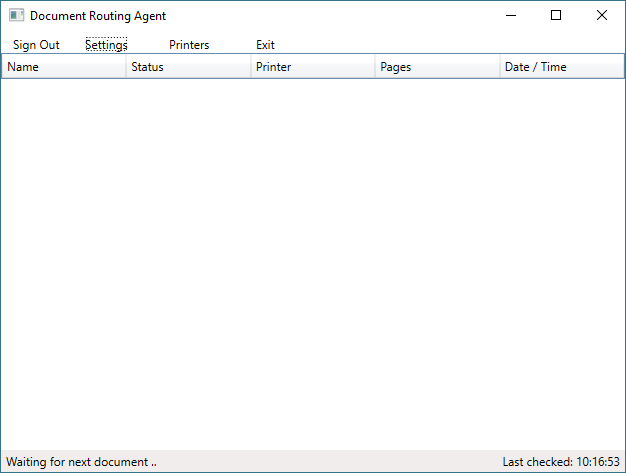 Document Routing Agent
Sign Out Settings Printers Exit
Name Status Printer Pages Date / Time
Waiting for next document .. Last checked: 10:16:53